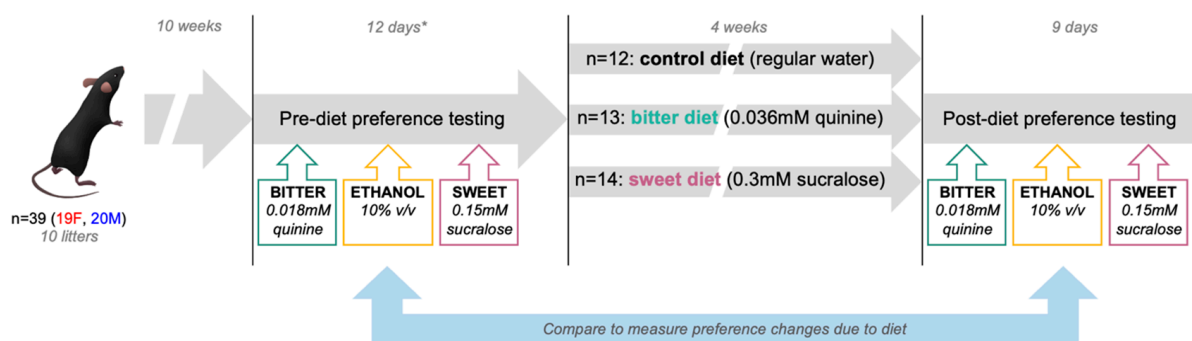 10 weeks
12 days*
4 weeks
9 days
n=12: control diet (regular water)
Pre-diet preference testing
n=13: bitter diet (0.036mM quinine)
Post-diet preference testing
n=14: sweet diet (0.3mM sucralose)
BITTER
0.018mM
quinine
ETHANOL
10% v/v
SWEET
0.15mM
sucralose
BITTER
0.018mM
quinine
ETHANOL
10% v/v
SWEET
0.15mM
sucralose
n=39 (19F, 20M)
10 litters
Compare to measure preference changes due to diet